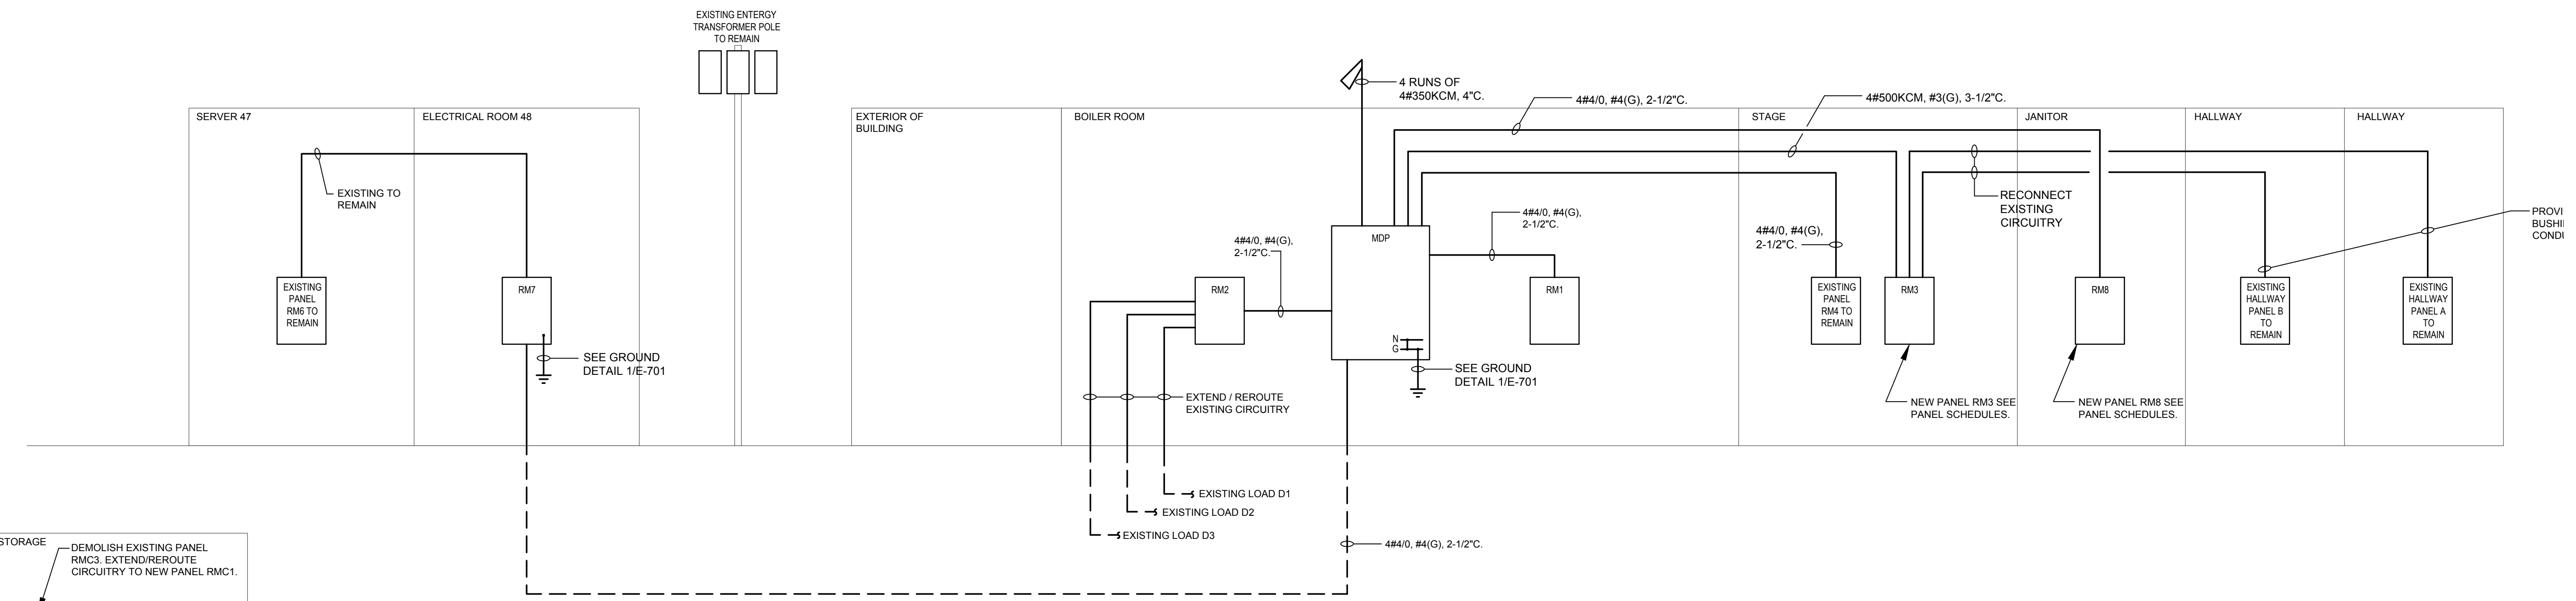 EXISTING ENTERGY
TRANSFORMER POLE
TO REMAIN
4 RUNS OF
4#350KCM, 4"C.
4#4/0, #4(G), 2-1/2"C.
4#500KCM, #3(G), 3-1/2"C.
SERVER 47
ELECTRICAL ROOM 48
EXTERIOR OF
BUILDING
BOILER ROOM
STAGE
JANITOR
HALLWAY
HALLWAY
EXISTING TO
REMAIN
RECONNECT
EXISTING
CIRCUITRY
4#4/0, #4(G),
2-1/2"C.
4#4/0, #4(G),
2-1/2"C.
4#4/0, #4(G),
2-1/2"C.
MDP
EXISTING
PANEL
RM6 TO
REMAIN
RM7
RM2
RM1
EXISTING
PANEL
RM4 TO
REMAIN
RM3
RM8
EXISTING
HALLWAY
PANEL B
TO
REMAIN
EXISTING
HALLWAY
PANEL A
TO
REMAIN
N
G
SEE GROUND
DETAIL 1/E-701
SEE GROUND
DETAIL 1/E-701
EXTEND / REROUTE
EXISTING CIRCUITRY
NEW PANEL RM3 SEE
PANEL SCHEDULES.
NEW PANEL RM8 SEE
PANEL SCHEDULES.
EXISTING LOAD D1
EXISTING LOAD D2
EXISTING LOAD D3
4#4/0, #4(G), 2-1/2"C.
STORAGE
DEMOLISH EXISTING PANEL
RMC3. EXTEND/REROUTE
CIRCUITRY TO NEW PANEL RMC1.